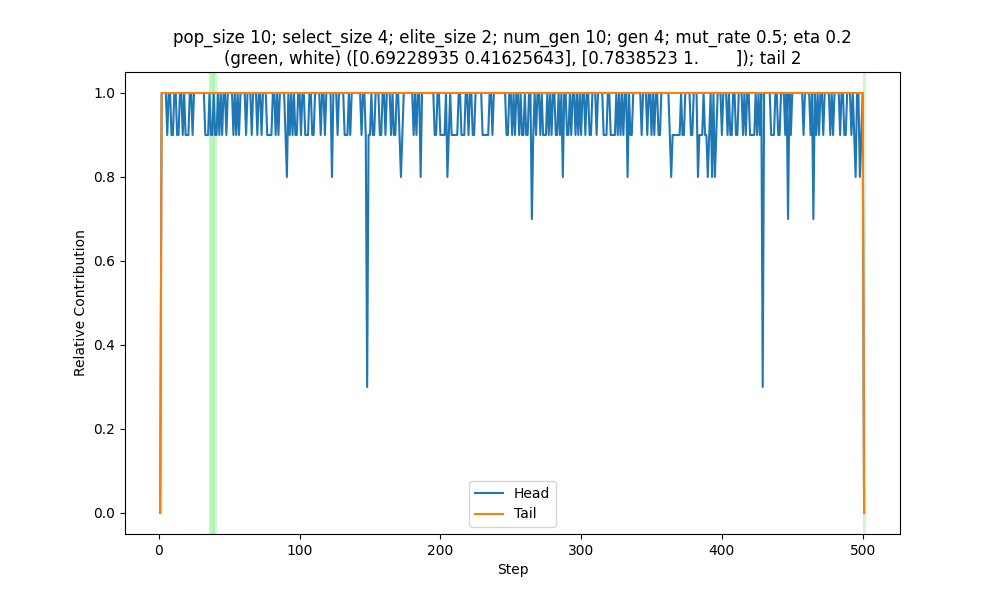 pop_size 10; select_size 4; elite_size 2; num_gen 10; gen 4; mut_rate 0.5; eta 0.2
(green, white) ([0.69228935 0.41625643], [0.7838523 1.        ]); tail 2
1.0
0.8
0.6
0.4
0.2
0.0
Relative Contribution
Head
Tail
0
100
200
300
400
500
Step